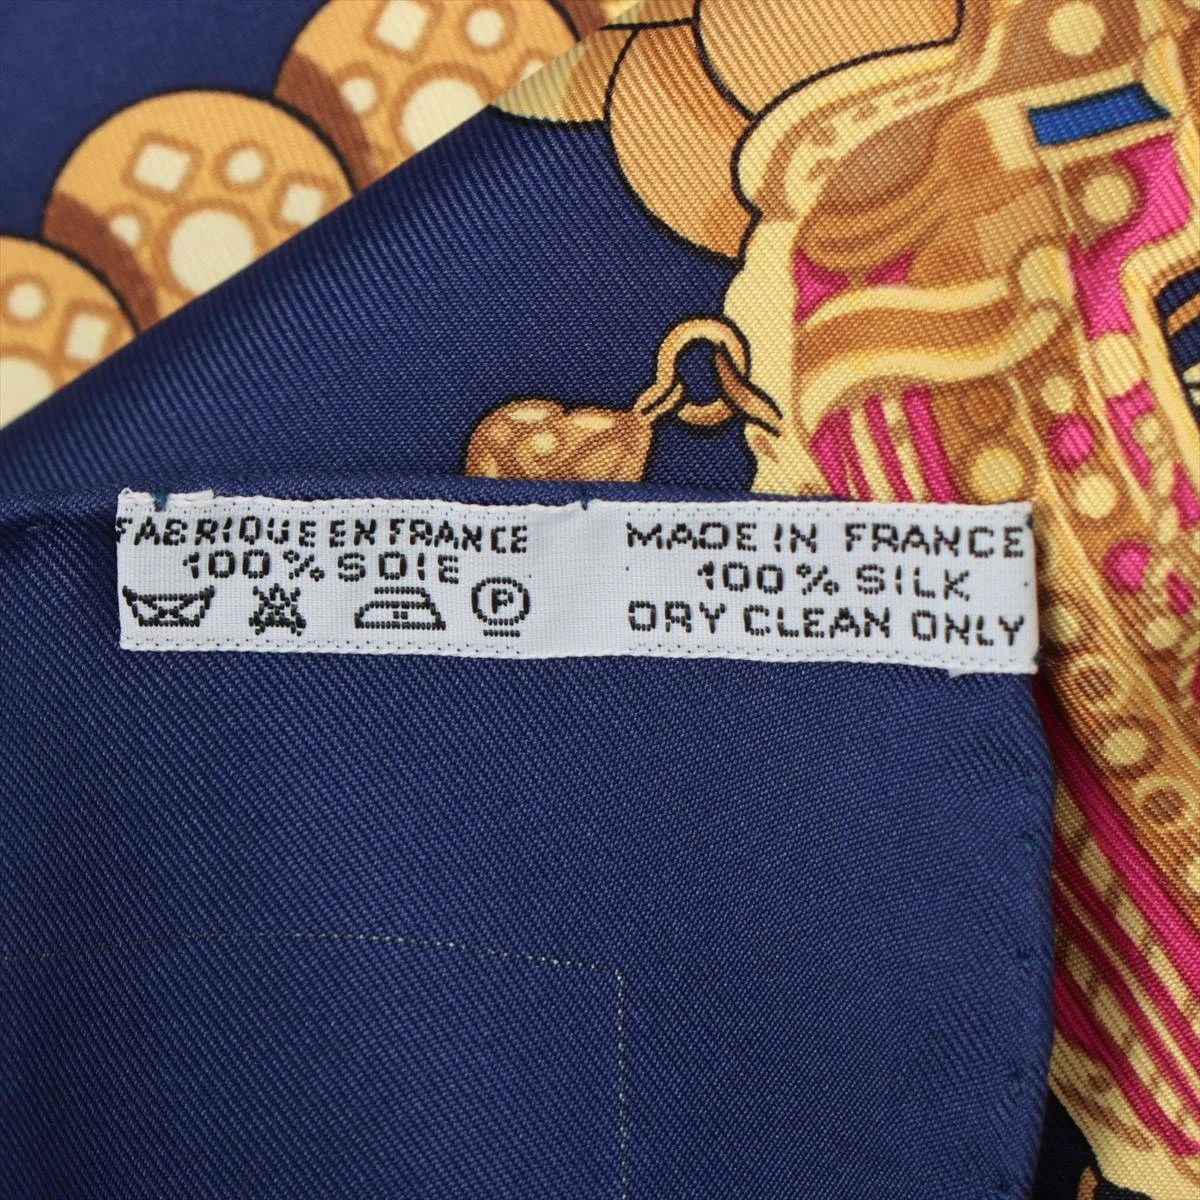 FABRIQUE EN FRANCE
100% SOIE
P
MADE IN FRANCE
100% SILK
DRY CLEAN ONLY